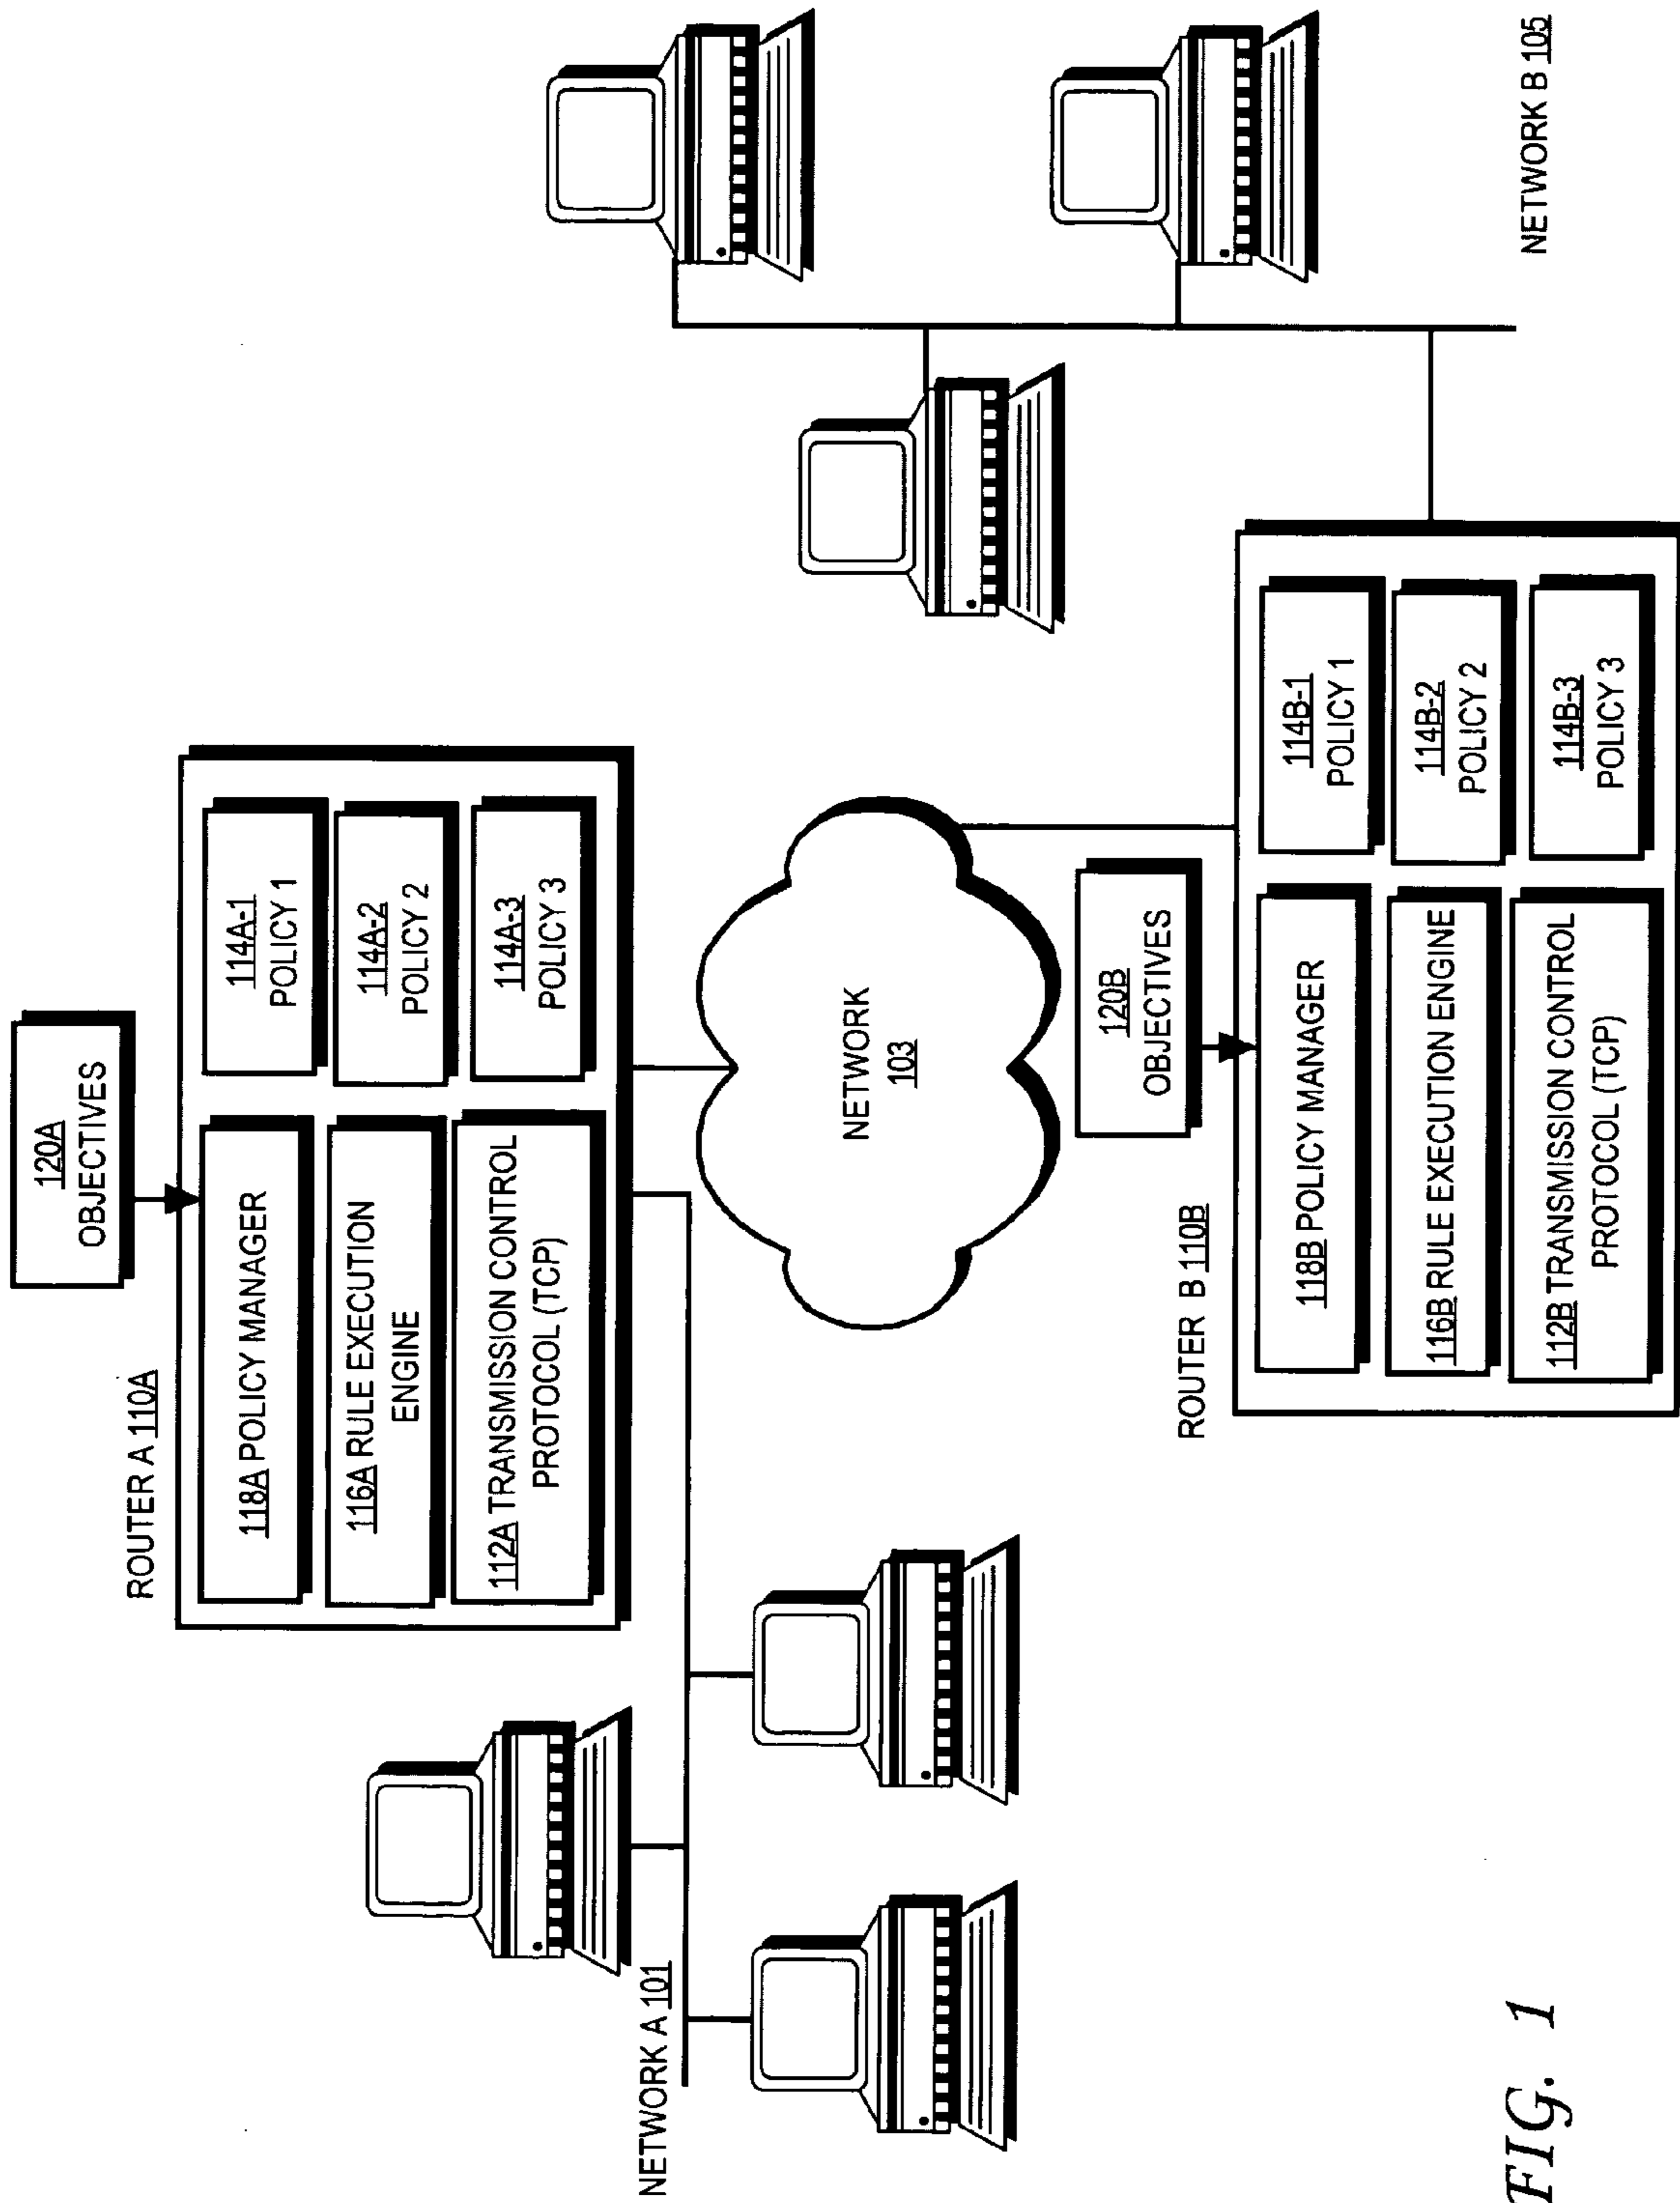 120A
OBJECTIVES
ROUTER A 110A
118A POLICY MANAGER
114A-1
POLICY 1
116A RULE EXECUTION
ENGINE
114A-2
POLICY 2
112A TRANSMISSION CONTROL
PROTOCOL (TCP)
114A-3
POLICY 3
NETWORK A 101
NETWORK
103
120B
OBJECTIVES
ROUTER B 110B
118B POLICY MANAGER
114B-1
POLICY 1
116B RULE EXECUTION ENGINE
114B-2
POLICY 2
112B TRANSMISSION CONTROL
PROTOCOL (TCP)
114B-3
POLICY 3
NETWORK B 105
FIG. 1